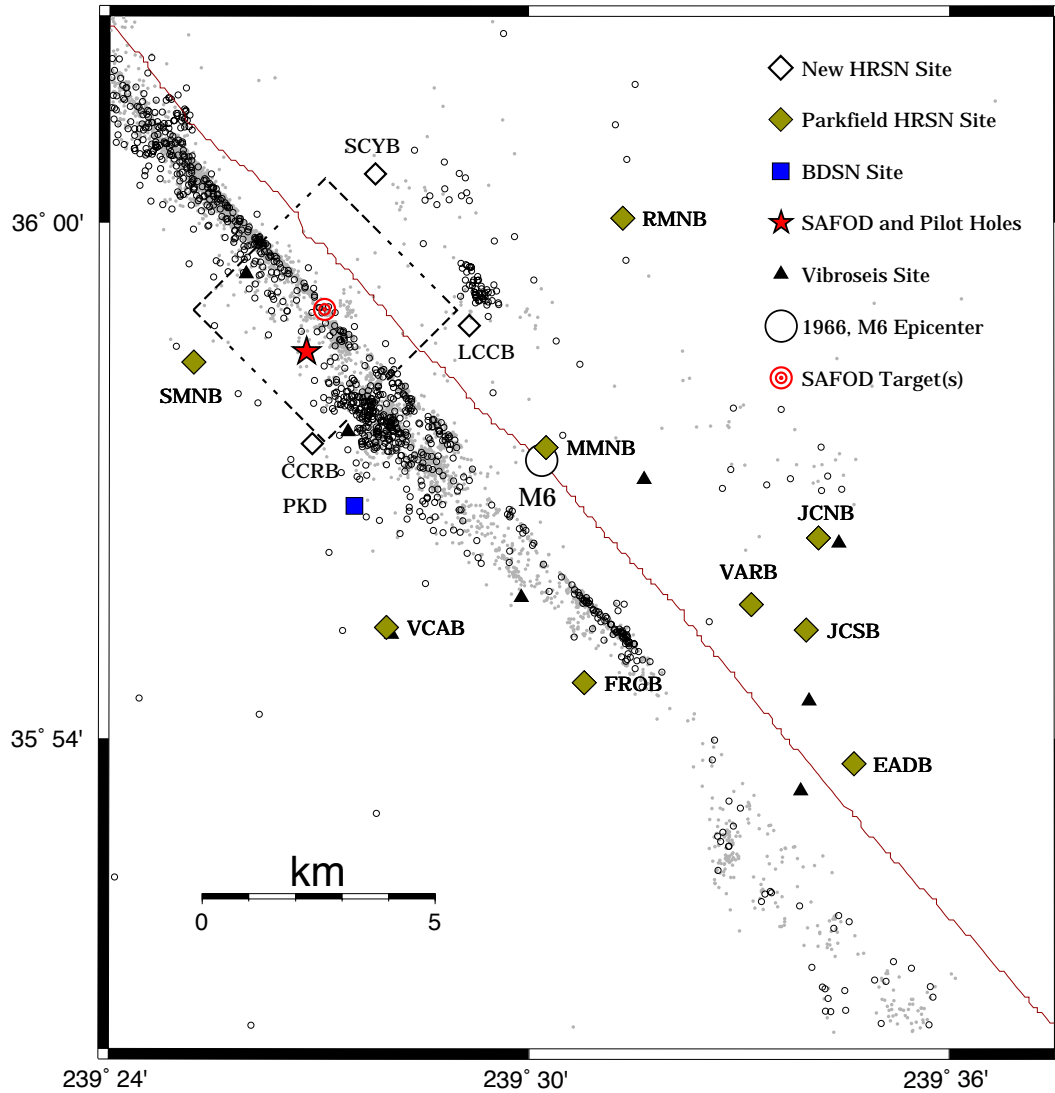 New HRSN Site
Parkfield HRSN Site
BDSN Site
SAFOD and Pilot Holes
Vibroseis Site
1966, M6 Epicenter
SAFOD Target(s)
SCYB
RMNB
36° 00'
LCCB
SMNB
MMNB
CCRB
M6
PKD
JCNB
VARB
VCAB
JCSB
FROB
35° 54'
EADB
km
0 5
239° 24' 239° 30' 239° 36'